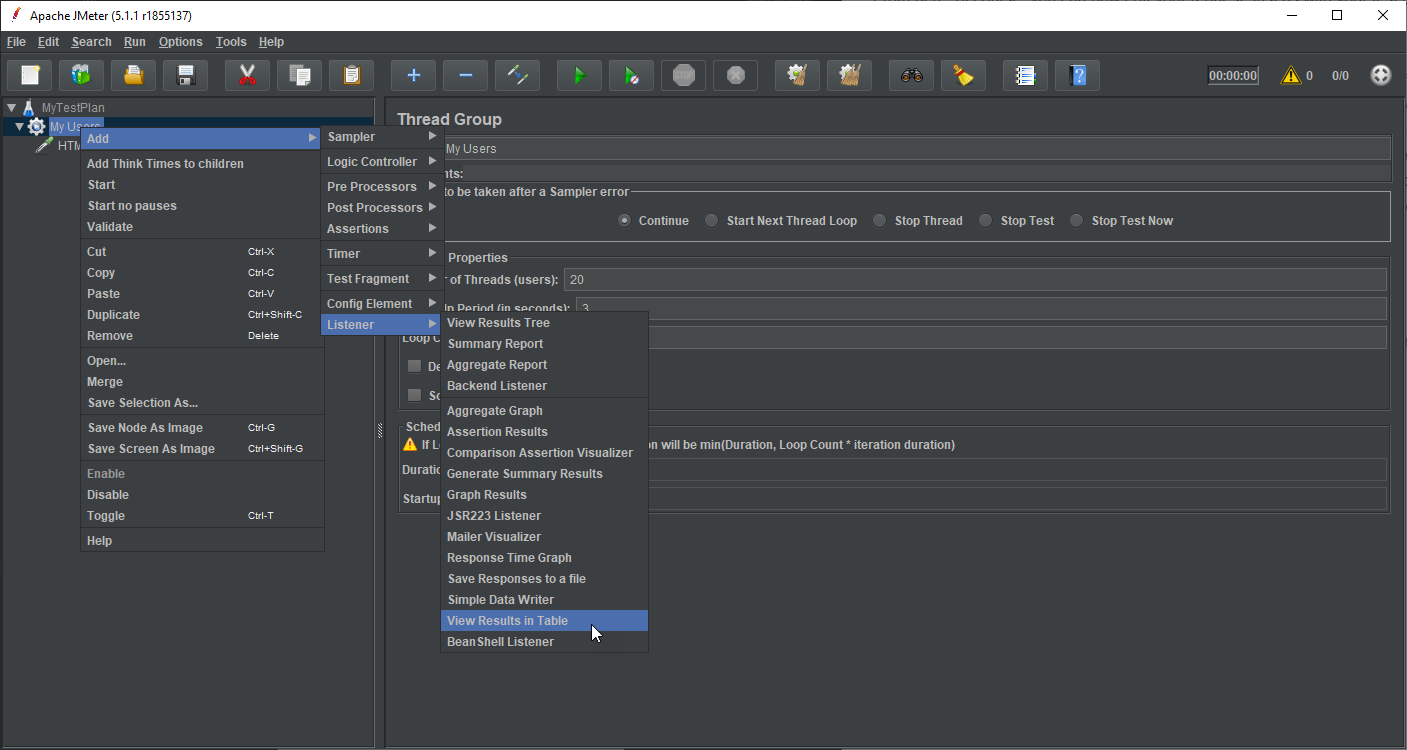 Apache JMeter (5.1.1 r1855137)
File Edit Search Run Options Tools Help
STOP
00:00:00 0 0/0
MyTestPlan
My Users
HTM
Add
Add Think Times to children
Start
Start no pauses
Validate
Cut Ctrl-X
Copy Ctrl-C
Paste Ctrl-V
Duplicate Ctrl+Shift-C
Remove Delete
Open...
Merge
Save Selection As...
Save Node As Image Ctrl-G
Save Screen As Image Ctrl+Shift-G
Enable
Disable
Toggle Ctrl-T
Help
Sampler
Logic Controller
Pre Processors
Post Processors
Assertions
Timer
Test Fragment
Config Element
Listener
View Results Tree
Summary Report
Aggregate Report
Backend Listener
Aggregate Graph
Assertion Results
Comparison Assertion Visualizer
Generate Summary Results
Graph Results
JSR223 Listener
Mailer Visualizer
Response Time Graph
Save Responses to a file
Simple Data Writer
View Results in Table
BeanShell Listener
Thread Group
My Users
nts:
to be taken after a Sampler error
Continue Start Next Thread Loop Stop Thread Stop Test Stop Test Now
Properties
of Threads (users): 20
Period (in seconds): 3
Loop C
De
Sc
Sched
If L on will be min(Duration, Loop Count * iteration duration)
Duratio
Startup